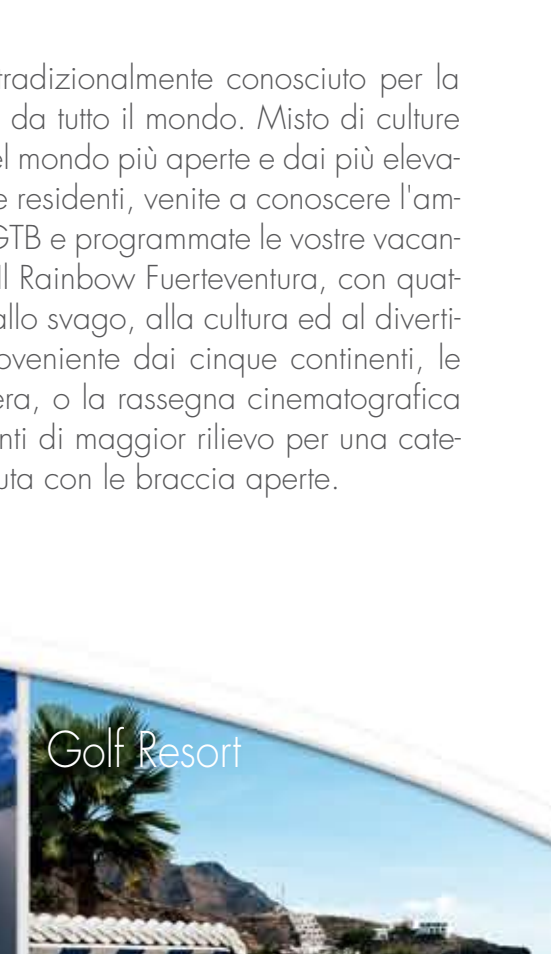 tradizionalmente conosciuto per la
da tutto il mondo. Misto di culture
el mondo più aperte e dai più eleva-
e residenti, venite a conoscere l'am-
GTB e programmate le vostre vacan-
Il Rainbow Fuerteventura, con quat-
allo svago, alla cultura ed al diverti-
oveniente dai cinque continenti, le
era, o la rassegna cinematografica
nti di maggior rilievo per una cate-
uta con le braccia aperte.
Golf Resort